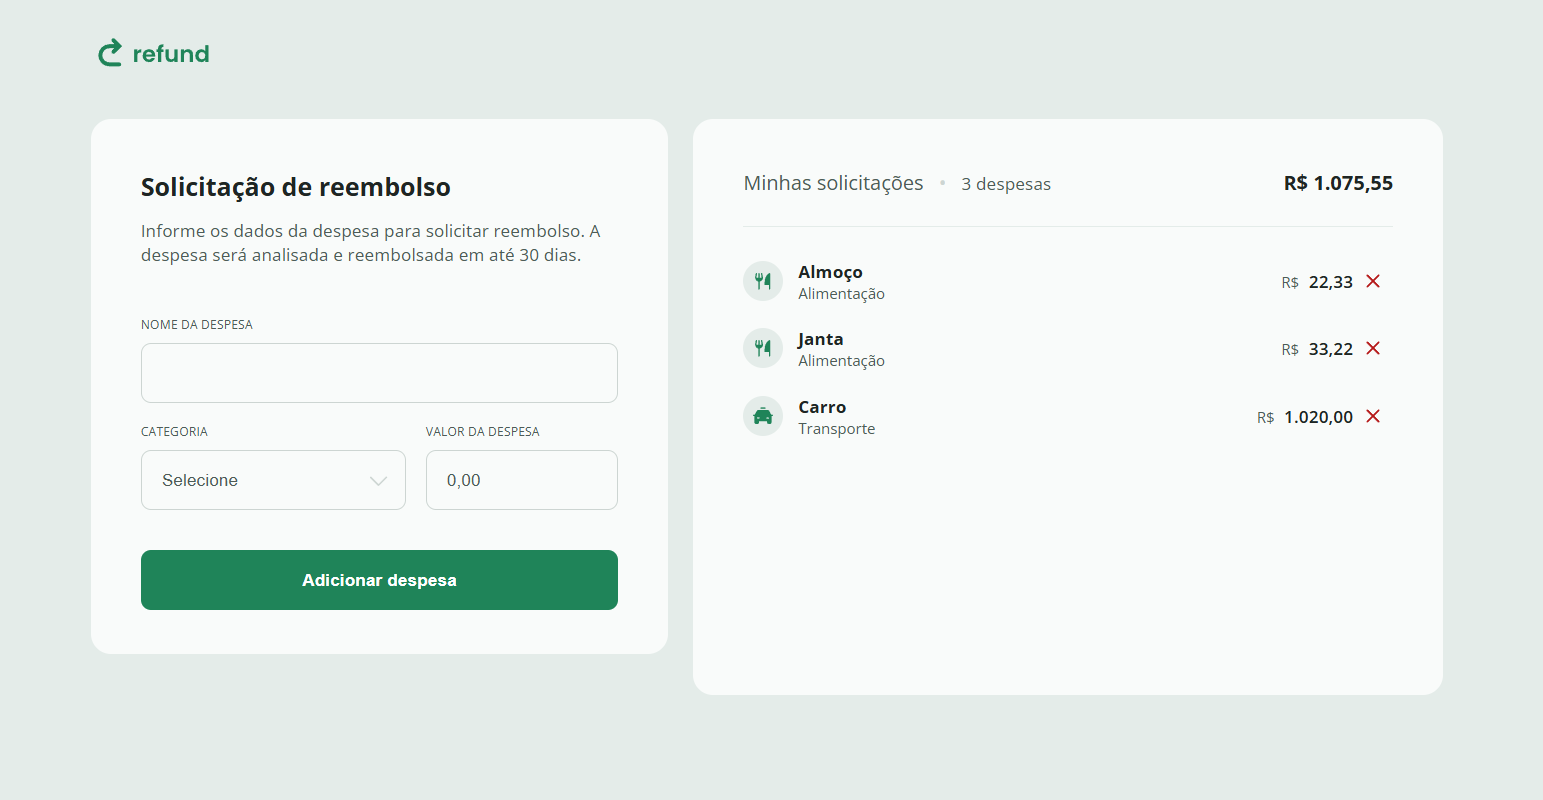 refund
Solicitação de reembolso
Informe os dados da despesa para solicitar reembolso. A
despesa será analisada e reembolsada em até 30 dias.
NOME DA DESPESA
CATEGORIA
VALOR DA DESPESA
Selecione
0,00
Adicionar despesa
Minhas solicitações • 3 despesas R$ 1.075,55
Almoço
Alimentação
R$ 22,33
Janta
Alimentação
R$ 33,22
Carro
Transporte
R$ 1.020,00